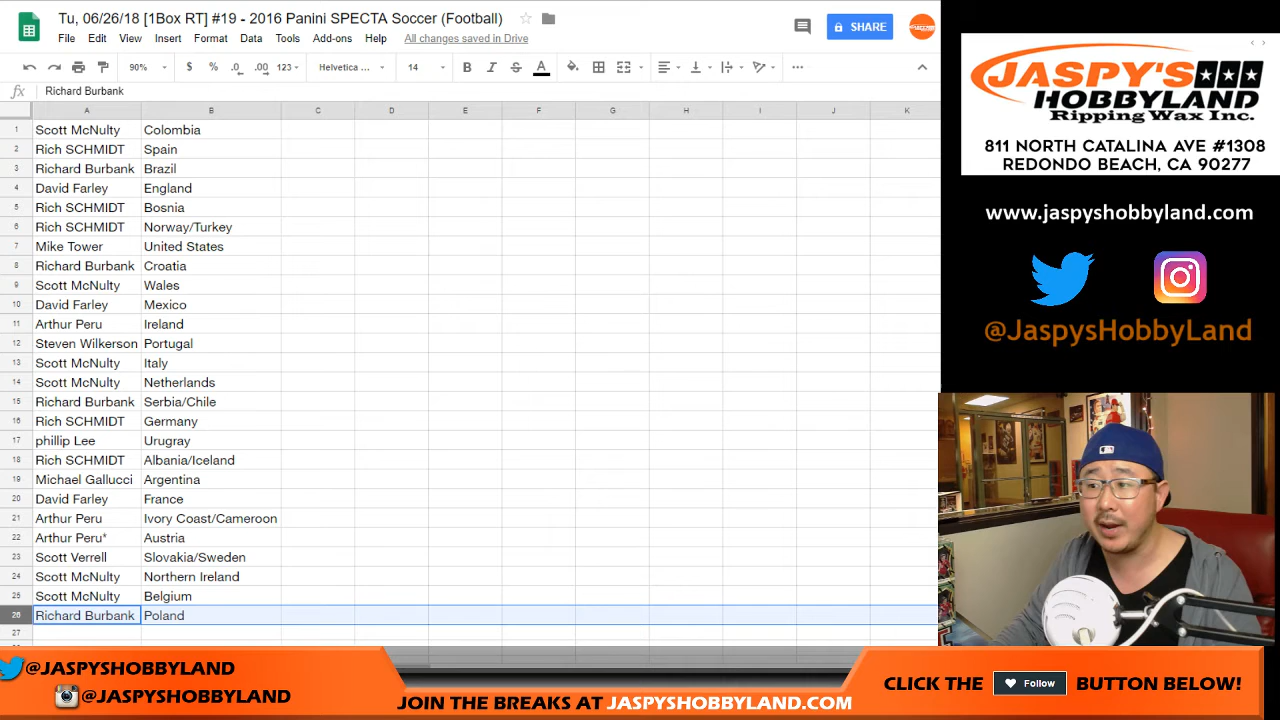 Tu, 06/26/18 [1Box RT] #19 - 2016 Panini SPECTA Soccer (Football)
File Edit View Insert Format Data Tools Add-ons Help All changes saved in Drive
SHARE
90% $ % .0 .00 123 Helvetica ... 14 B I S A
fx Richard Burbank
A B C D E F G H I J K
1 Scott McNulty Colombia
2 Rich SCHMIDT Spain
3 Richard Burbank Brazil
4 David Farley England
5 Rich SCHMIDT Bosnia
6 Rich SCHMIDT Norway/Turkey
7 Mike Tower United States
8 Richard Burbank Croatia
9 Scott McNulty Wales
10 David Farley Mexico
11 Arthur Peru Ireland
12 Steven Wilkerson Portugal
13 Scott McNulty Italy
14 Scott McNulty Netherlands
15 Richard Burbank Serbia/Chile
16 Rich SCHMIDT Germany
17 phillip Lee Urugray
18 Rich SCHMIDT Albania/Iceland
19 Michael Gallucci Argentina
20 David Farley France
21 Arthur Peru Ivory Coast/Cameroon
22 Arthur Peru* Austria
23 Scott Verrell Slovakia/Sweden
24 Scott McNulty Northern Ireland
25 Scott McNulty Belgium
26 Richard Burbank Poland
27
JASPY'S
HOBBYLAND
Ripping Wax Inc.
811 NORTH CATALINA AVE #1308
REDONDO BEACH, CA 90277
www.jaspyshobbyland.com
@JaspysHobbyLand
@JASPYSHOBBYLAND
@JASPYSHOBBYLAND
JOIN THE BREAKS AT JASPYSHOBBYLAND.COM
CLICK THE Follow BUTTON BELOW!